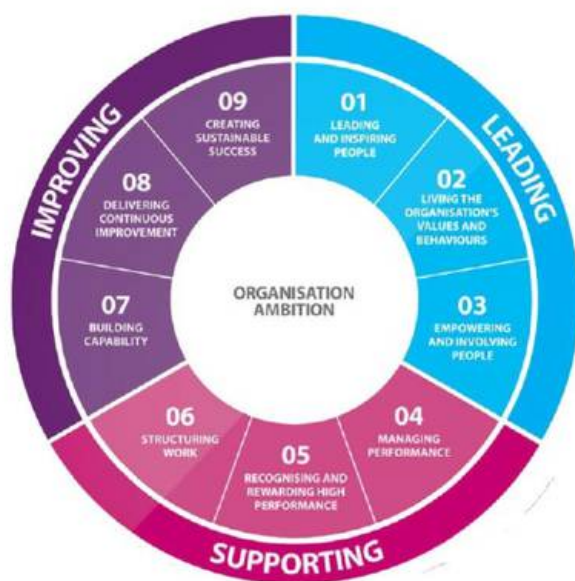 LEADING
01
LEADING
AND INSPIRING
PEOPLE
02
LIVING THE
ORGANISATION'S
VALUES AND
BEHAVIOURS
03
EMPOWERING
AND INVOLVING
PEOPLE
SUPPORTING
04
MANAGING
PERFORMANCE
05
RECOGNISING AND
REWARDING HIGH
PERFORMANCE
06
STRUCTURING
WORK
IMPROVING
07
BUILDING
CAPABILITY
08
DELIVERING
CONTINUOUS
IMPROVEMENT
09
CREATING
SUSTAINABLE
SUCCESS
ORGANISATION
AMBITION